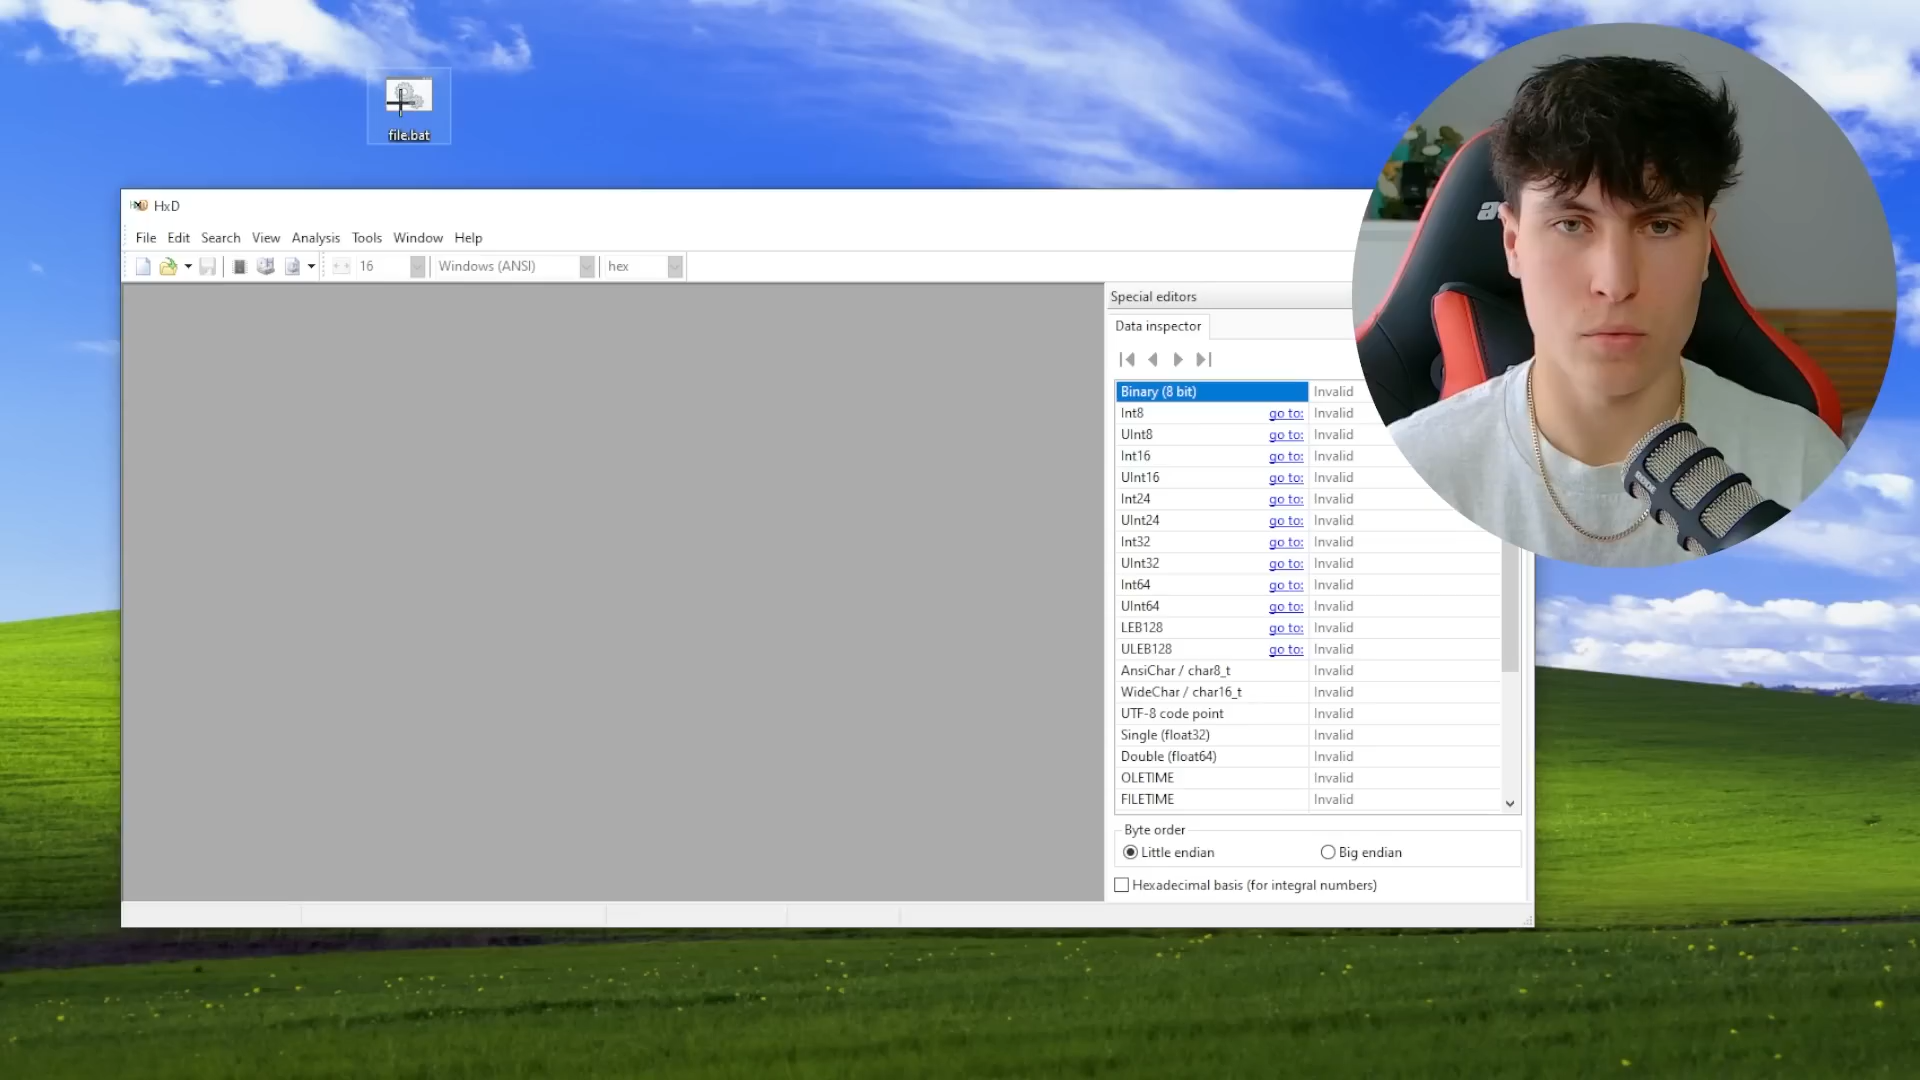 file.bat
HxD
File Edit Search View Analysis Tools Window Help
16 Windows (ANSI) hex
Special editors
Data inspector
Binary (8 bit) Invalid
Int8 go to: Invalid
UInt8 go to: Invalid
Int16 go to: Invalid
UInt16 go to: Invalid
Int24 go to: Invalid
UInt24 go to: Invalid
Int32 go to: Invalid
UInt32 go to: Invalid
Int64 go to: Invalid
UInt64 go to: Invalid
LEB128 go to: Invalid
ULEB128 go to: Invalid
AnsiChar / char8_t Invalid
WideChar / char16_t Invalid
UTF-8 code point Invalid
Single (float32) Invalid
Double (float64) Invalid
OLETIME Invalid
FILETIME Invalid
Byte order
Little endian Big endian
Hexadecimal basis (for integral numbers)